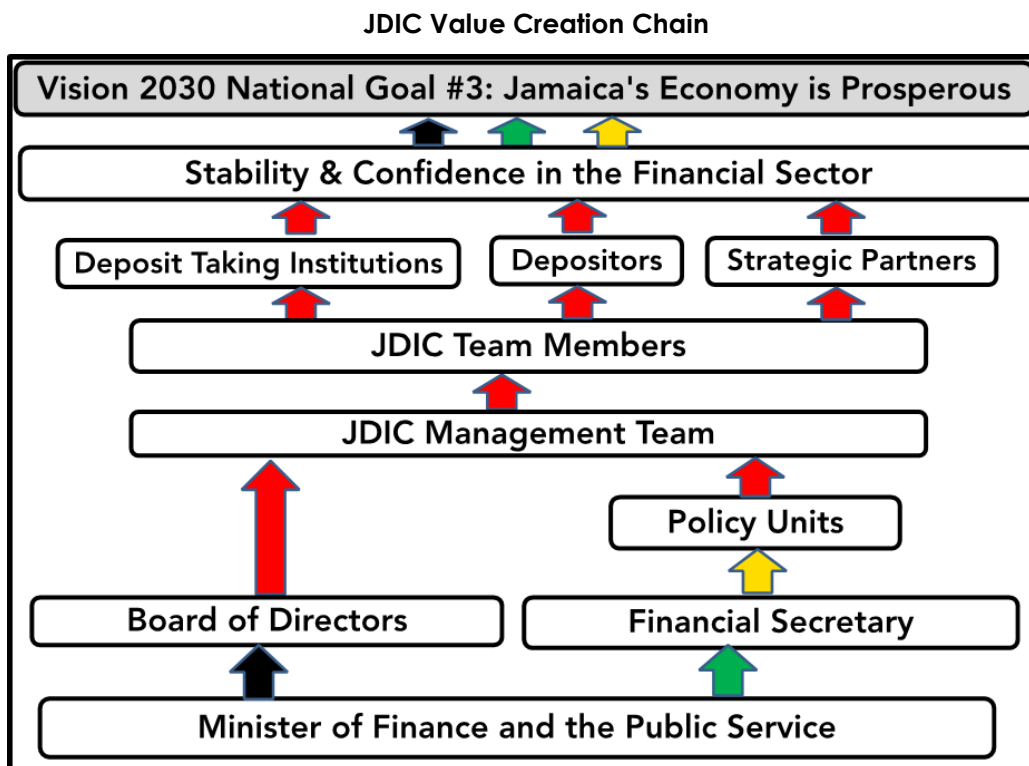 JDIC Value Creation Chain
Vision 2030 National Goal #3: Jamaica's Economy is Prosperous
Stability & Confidence in the Financial Sector
Deposit Taking Institutions
Depositors
Strategic Partners
JDIC Team Members
JDIC Management Team
Policy Units
Board of Directors
Financial Secretary
Minister of Finance and the Public Service